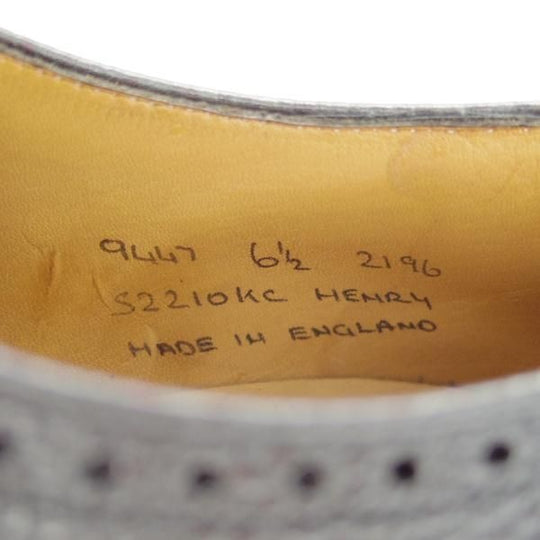 9447 6½ 2196
S2210KC HENRY
MADE IN ENGLAND